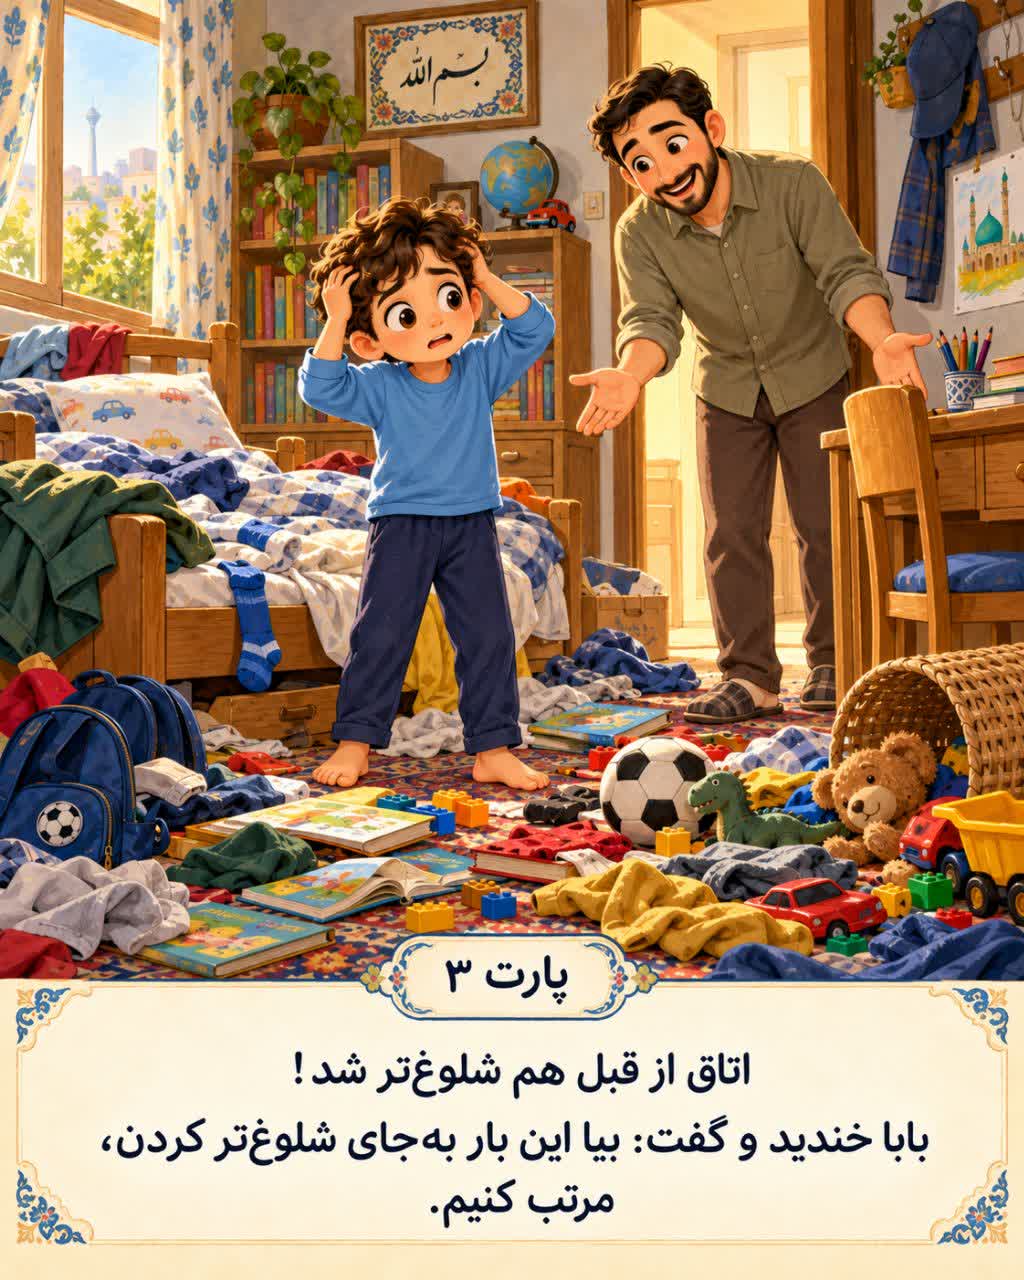 بسم الله
پارت ۳
اتاق از قبل هم شلوغ‌تر شد!
بابا خندید و گفت: بیا این بار به‌جای شلوغ‌تر کردن،
مرتب کنیم.